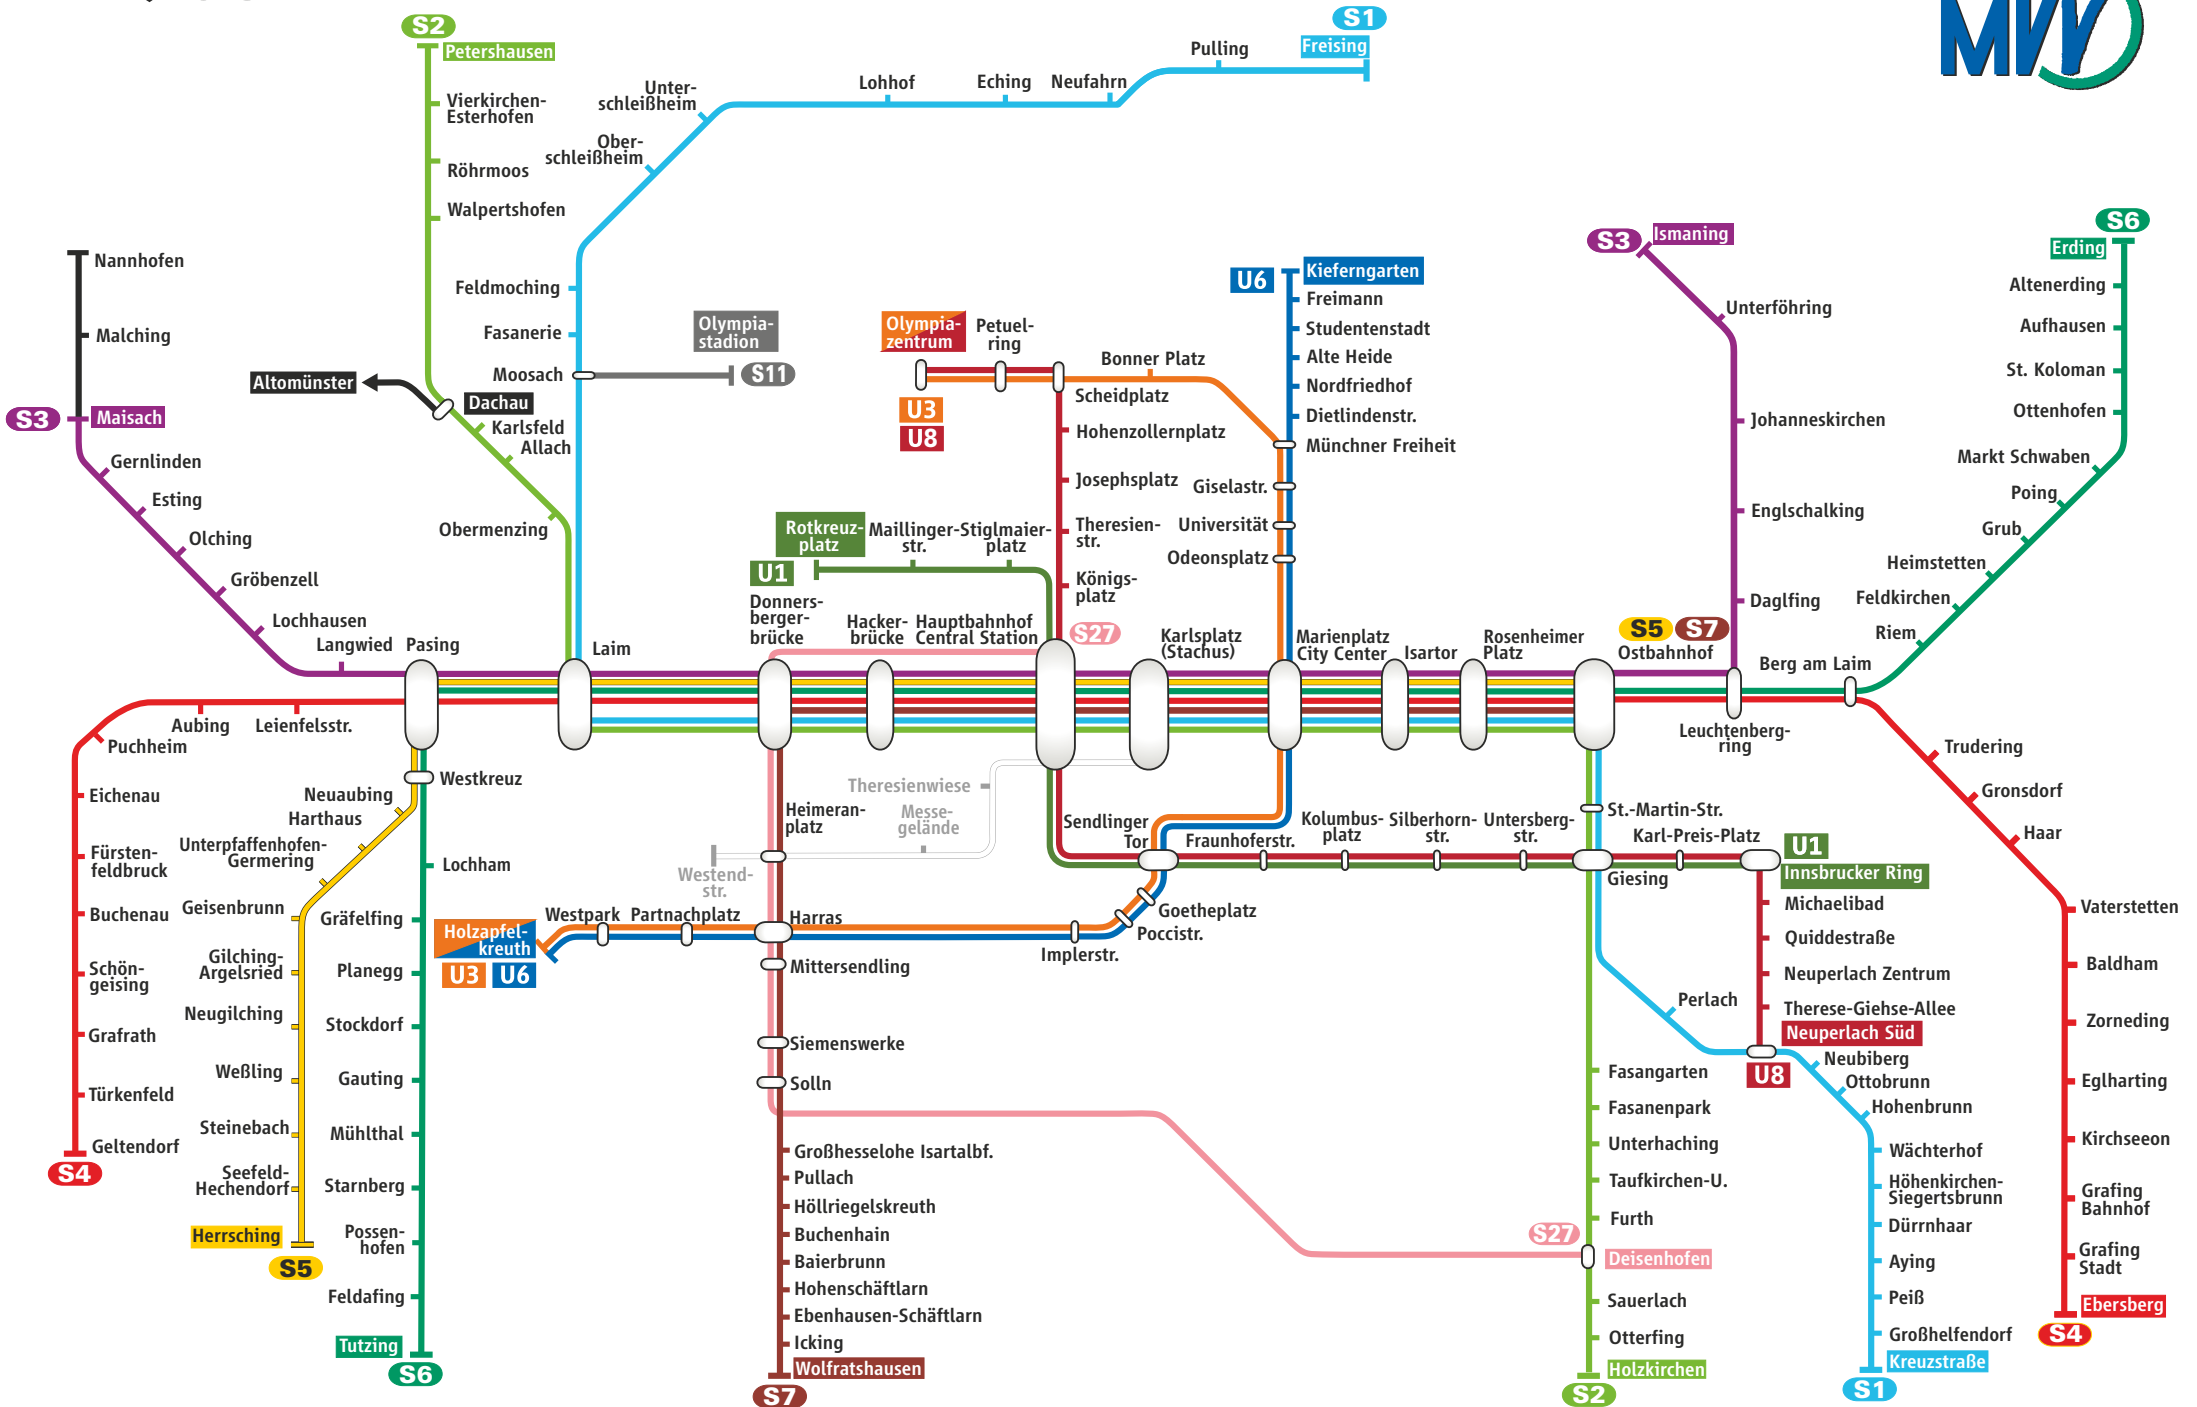 S2
Petershausen
Vierkirchen-
Esterhofen
Röhrmoos
Walpertshofen
S1
Freising
Pulling
Neufahrn
Eching
Lohhof
Unter-
schleißheim
Ober-
schleißheim
Feldmoching
Fasanerie
Moosach
Olympia-
stadion
S11
MVV
Nannhofen
Malching
S3
Maisach
Gernlinden
Esting
Olching
Gröbenzell
Lochhausen
Langwied
Altomünster
Dachau
Karlsfeld
Allach
Obermenzing
Olympia-
zentrum
U3
U8
Petuel-
ring
Scheidplatz
Bonner Platz
Hohenzollernplatz
Josephsplatz
Theresien-
str.
Königs-
platz
U6
Kieferngarten
Freimann
Studentenstadt
Alte Heide
Nordfriedhof
Dietlindenstr.
Münchner Freiheit
Giselastr.
Universität
Odeonsplatz
S3
Ismaning
Unterföhring
Johanneskirchen
Englschalking
Daglfing
S6
Erding
Altenerding
Aufhausen
St. Koloman
Ottenhofen
Markt Schwaben
Poing
Grub
Heimstetten
Feldkirchen
Riem
Berg am Laim
Rotkreuz-
platz
U1
Maillinger-
str.
Stiglmaier-
platz
Pasing
Laim
Donners-
berger-
brücke
Hacker-
brücke
Hauptbahnhof
Central Station
S27
Karlsplatz
(Stachus)
Marienplatz
City Center
Isartor
Rosenheimer
Platz
S5
S7
Ostbahnhof
Leuchtenberg-
ring
Aubing
Leienfelsstr.
Puchheim
Eichenau
Fürsten-
feldbruck
Buchenau
Schön-
geising
Grafrath
Türkenfeld
Geltendorf
S4
Westkreuz
Neuaubing
Harthaus
Unterpfaffenhofen-
Germering
Geisenbrunn
Gilching-
Argelsried
Neugilching
Weßling
Steinebach
Seefeld-
Hechendorf
Herrsching
S5
Lochham
Gräfelfing
Planegg
Stockdorf
Gauting
Mühlthal
Starnberg
Possen-
hofen
Feldafing
Tutzing
S6
Holzapfel-
kreuth
U3
U6
Westpark
Partnachplatz
Harras
Heimeran-
platz
Westend-
str.
Messe-
gelände
Theresienwiese
Mittersendling
Siemenswerke
Solln
Großhesselohe Isartalbf.
Pullach
Höllriegelskreuth
Buchenhain
Baierbrunn
Hohenschäftlarn
Ebenhausen-Schäftlarn
Icking
Wolfratshausen
S7
Implerstr.
Poccistr.
Goetheplatz
Sendlinger
Tor
Fraunhoferstr.
Kolumbus-
platz
Silberhorn-
str.
Untersberg-
str.
St.-Martin-Str.
Giesing
Karl-Preis-Platz
U1
Innsbrucker Ring
Michaelibad
Quiddestraße
Neuperlach Zentrum
Therese-Giehse-Allee
Neuperlach Süd
U8
Perlach
Neubiberg
Ottobrunn
Hohenbrunn
Wächterhof
Höhenkirchen-
Siegertsbrunn
Dürrnhaar
Aying
Peiß
Großhelfendorf
Kreuzstraße
S1
Fasangarten
Fasanenpark
Unterhaching
Taufkirchen-U.
Furth
S27
Deisenhofen
Sauerlach
Otterfing
Holzkirchen
S2
Trudering
Gronsdorf
Haar
Vaterstetten
Baldham
Zorneding
Eglharting
Kirchseeon
Grafing
Bahnhof
Grafing
Stadt
Ebersberg
S4